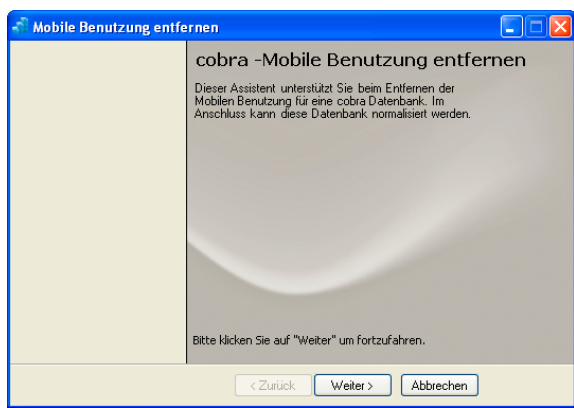 Mobile Benutzung entfernen
cobra -Mobile Benutzung entfernen
Dieser Assistent unterstützt Sie beim Entfernen der
Mobilen Benutzung für eine cobra Datenbank. Im
Anschluss kann diese Datenbank normalisiert werden.
Bitte klicken Sie auf "Weiter" um fortzufahren.
< Zurück Weiter > Abbrechen